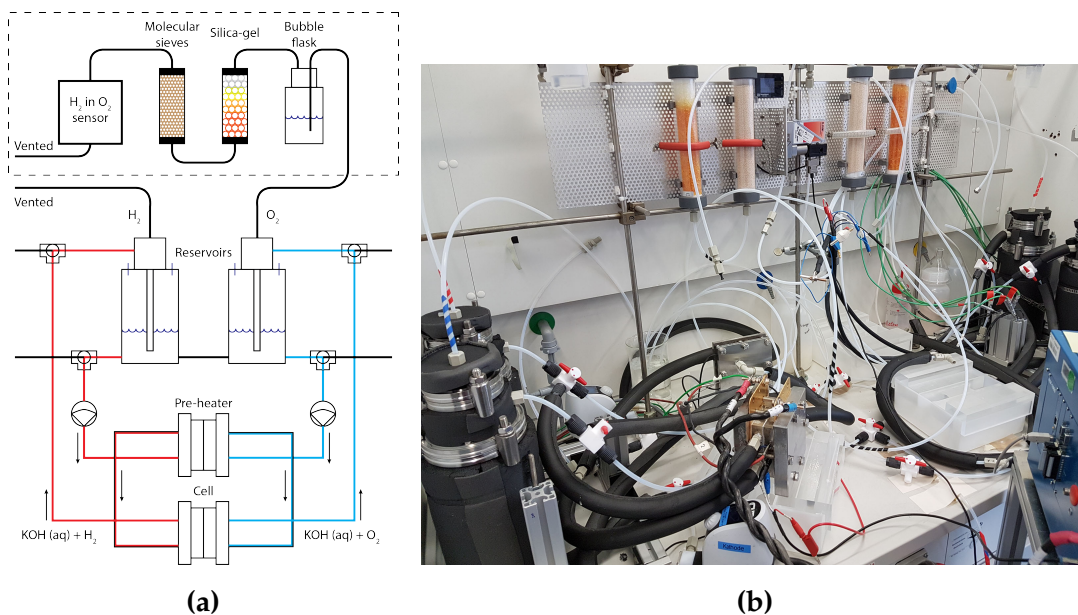 Molecular
sieves
Silica-gel
Bubble
flask
H₂ in O₂
sensor
Vented
Vented
H₂
O₂
Reservoirs
Pre-heater
Cell
KOH (aq) + H₂
KOH (aq) + O₂
Kathode
(a)
(b)